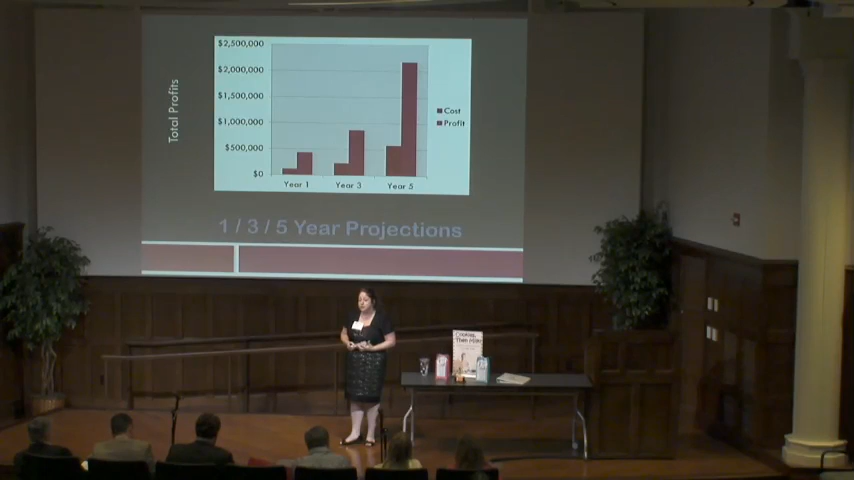 $2,500,000
$2,000,000
$1,500,000
$1,000,000
$500,000
$0
Total Profits
Year 1
Year 3
Year 5
Cost
Profit
1 / 3 / 5 Year Projections